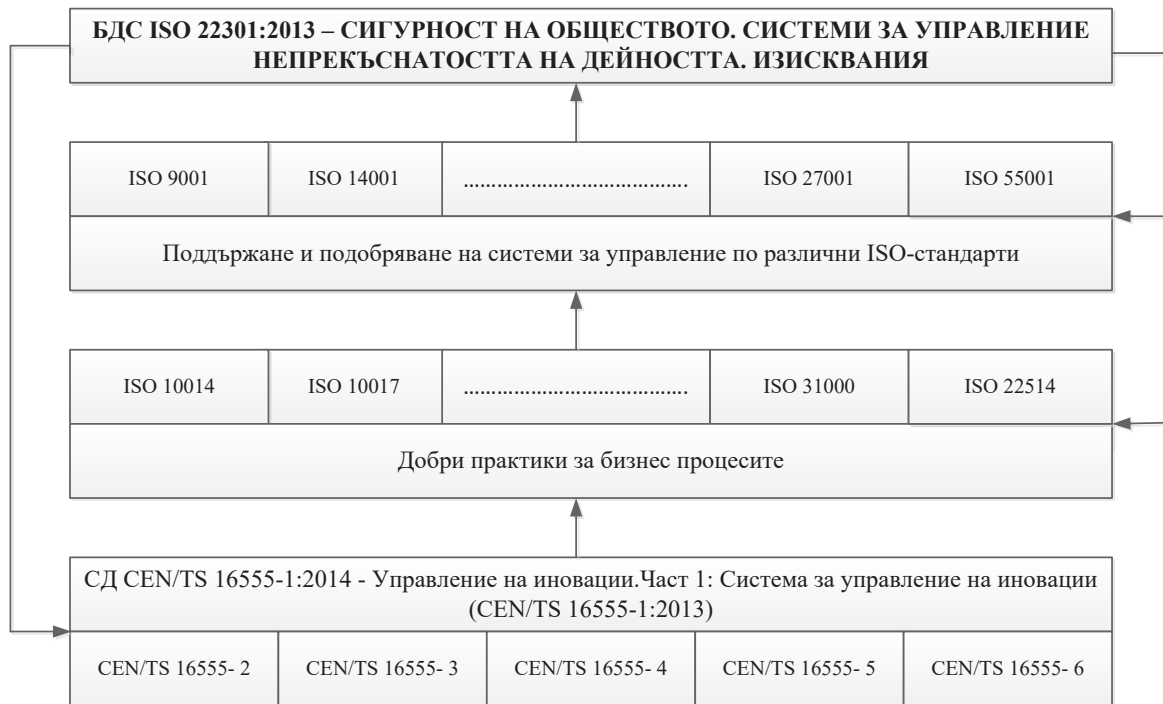 БДС ISO 22301:2013 – СИГУРНОСТ НА ОБЩЕСТВОТО. СИСТЕМИ ЗА УПРАВЛЕНИЕ
НЕПРЕКЪСНАТОСТТА НА ДЕЙНОСТТА. ИЗИСКВАНИЯ
ISO 9001 ISO 14001 ........................................ ISO 27001 ISO 55001
Поддържане и подобряване на системи за управление по различни ISO-стандарти
ISO 10014 ISO 10017 ........................................ ISO 31000 ISO 22514
Добри практики за бизнес процесите
СД CEN/TS 16555-1:2014 - Управление на иновации.Част 1: Система за управление на иновации
(CEN/TS 16555-1:2013)
CEN/TS 16555- 2 CEN/TS 16555- 3 CEN/TS 16555- 4 CEN/TS 16555- 5 CEN/TS 16555- 6